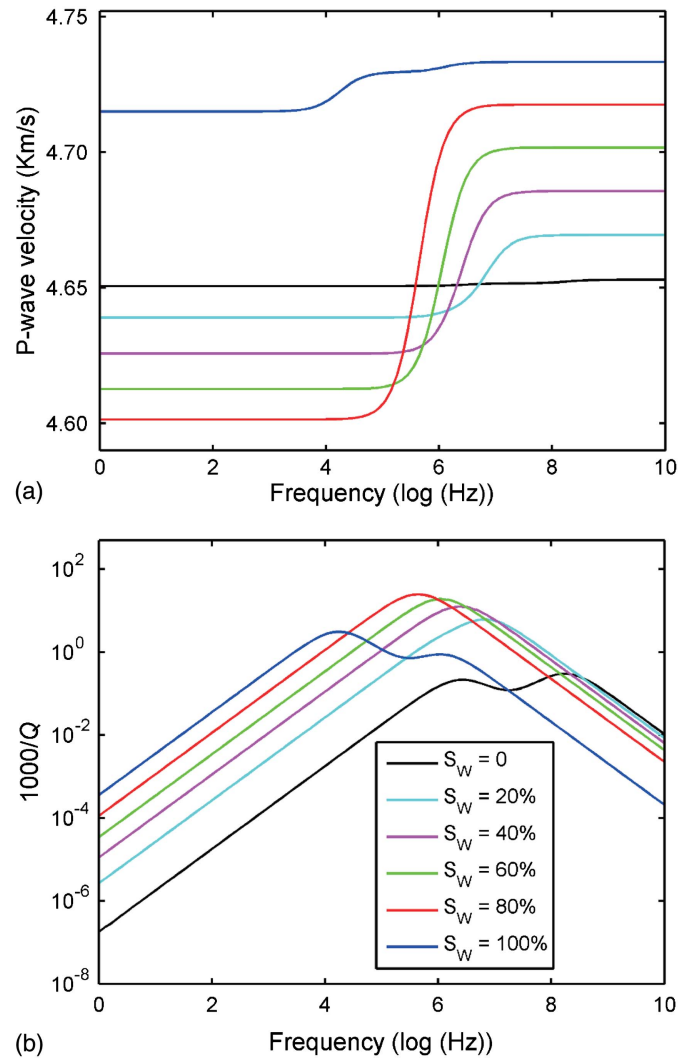 4.75
4.70
4.65
4.60
P-wave velocity (Km/s)
0 2 4 6 8 10
(a)
Frequency (log (Hz))
10^2
10^0
10^-2
10^-4
10^-6
10^-8
1000/Q
S_W = 0
S_W = 20%
S_W = 40%
S_W = 60%
S_W = 80%
S_W = 100%
0 2 4 6 8 10
(b)
Frequency (log (Hz))